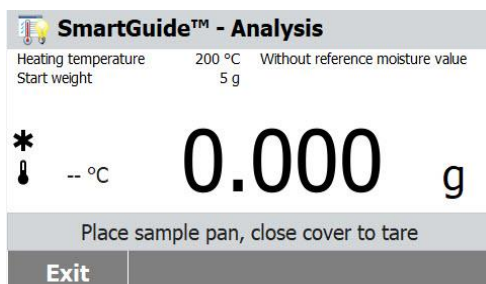 SmartGuide™ - Analysis
Heating temperature 200 °C Without reference moisture value
Start weight 5 g
-- °C 0.000 g
Place sample pan, close cover to tare
Exit